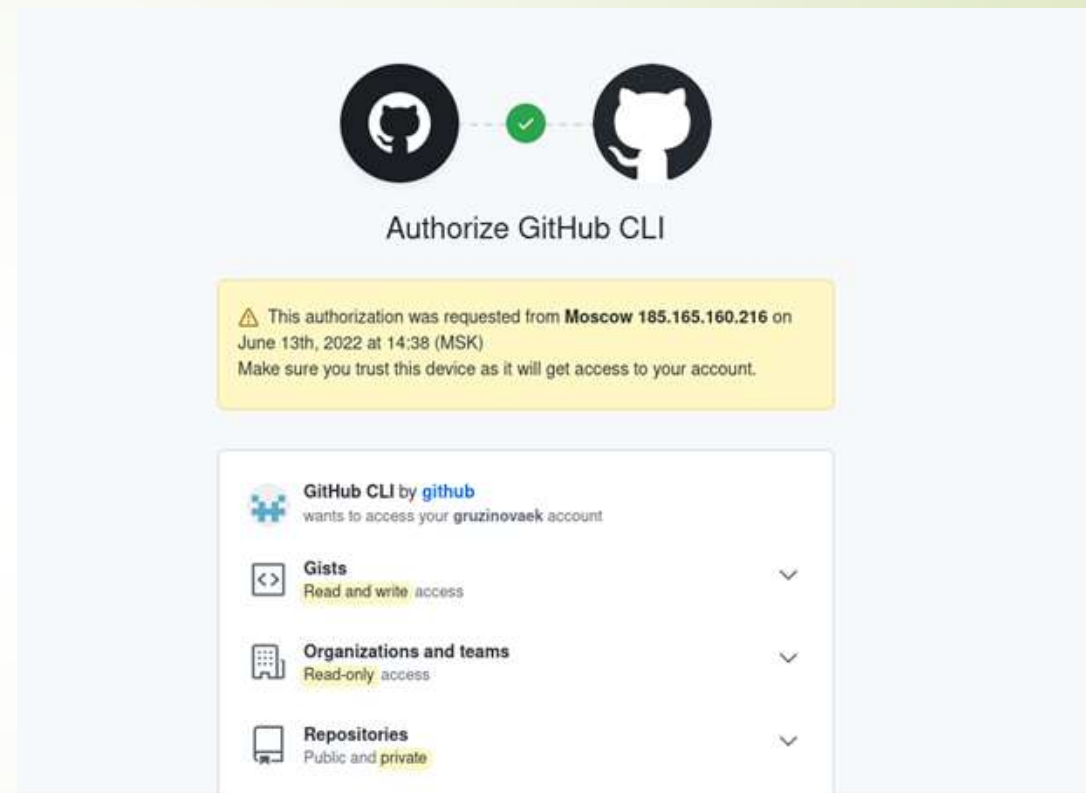 Authorize GitHub CLI
This authorization was requested from Moscow 185.165.160.216 on
June 13th, 2022 at 14:38 (MSK)
Make sure you trust this device as it will get access to your account.
GitHub CLI by github
wants to access your gruzinovaek account
Gists
Read and write access
Organizations and teams
Read-only access
Repositories
Public and private